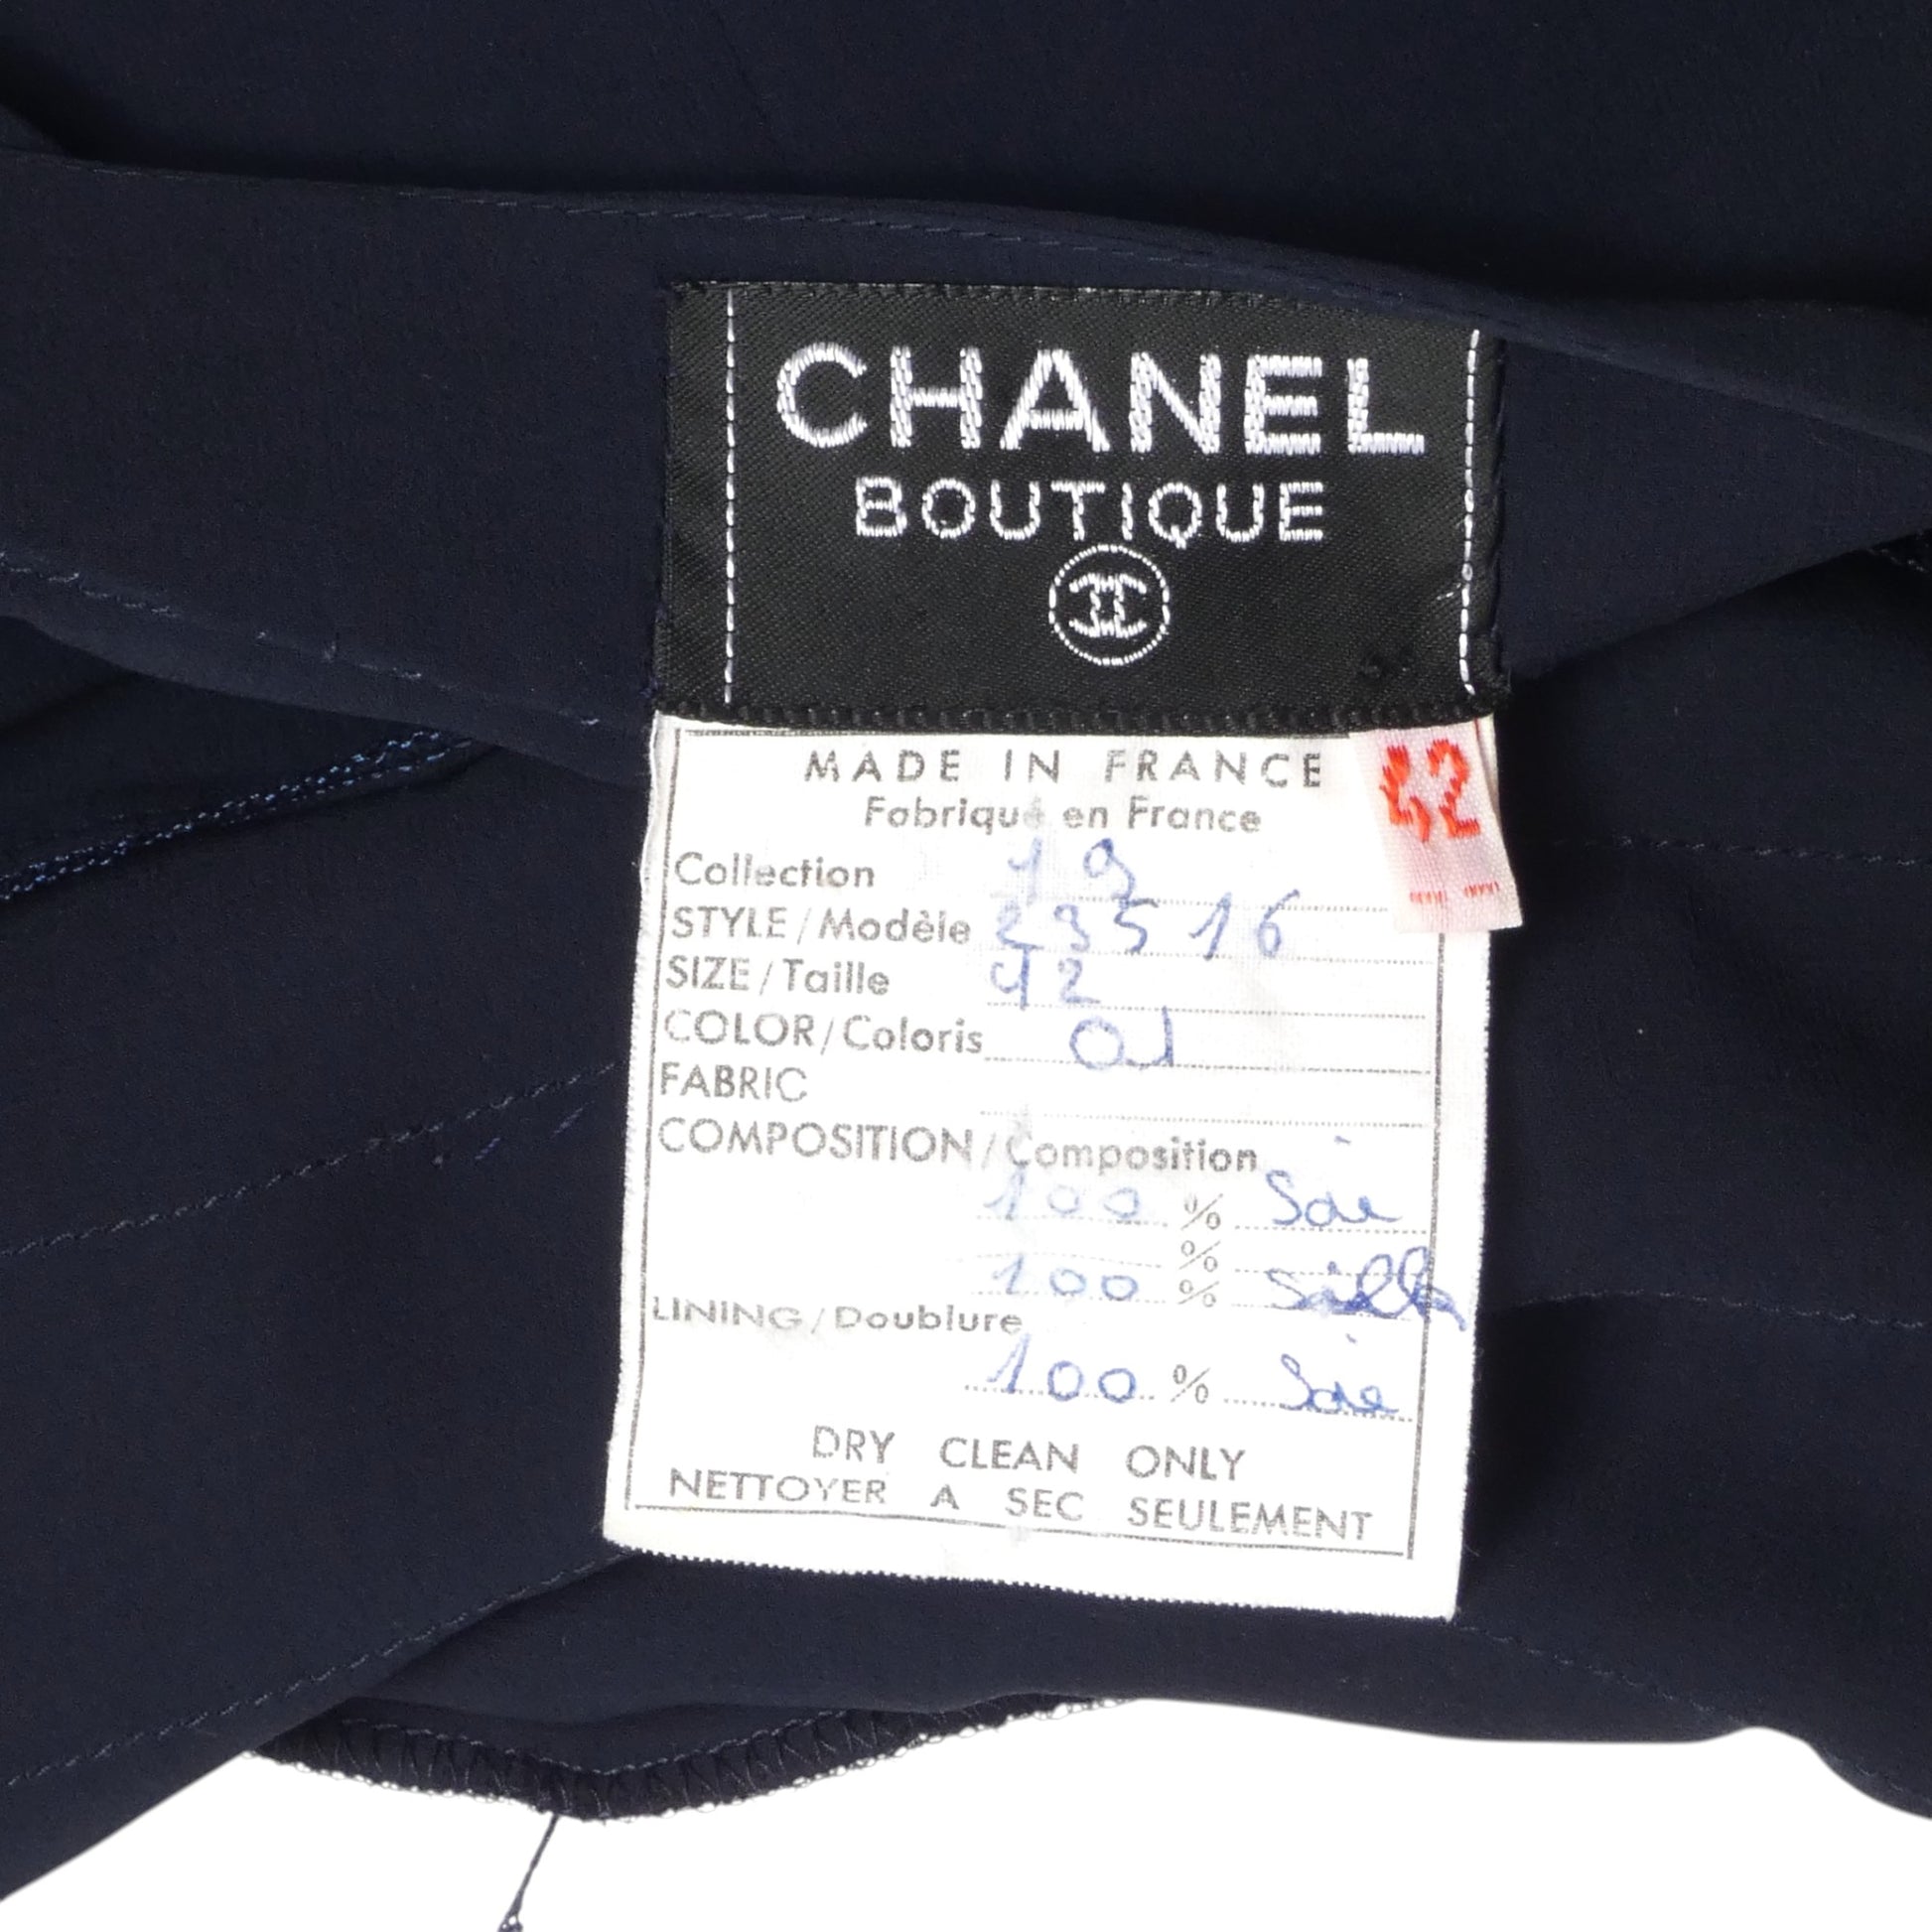 CHANEL
BOUTIQUE
MADE IN FRANCE
42
Fabriqué en France
Collection 19
STYLE/Modèle 29516
SIZE/Taille 42
COLOR/Coloris 01
FABRIC
COMPOSITION/Composition
100 % Soie
%
100 % silk
LINING/Doublure
100 % Soie
DRY CLEAN ONLY
NETTOYER A SEC SEULEMENT